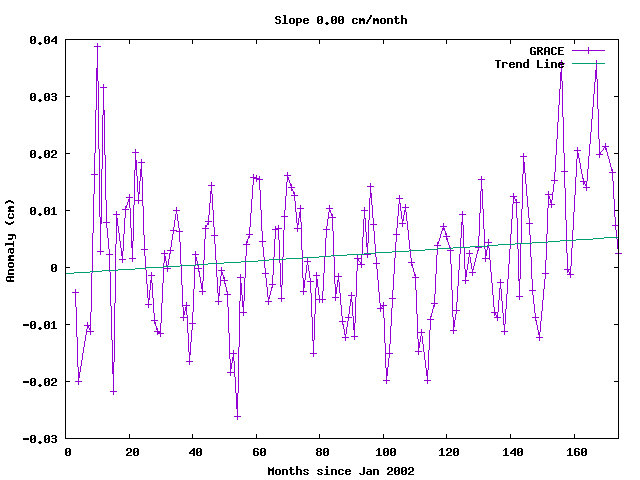 Slope 0.00 cm/month
0.04
GRACE
Trend Line
0.03
0.02
0.01
0
-0.01
-0.02
-0.03
Anomaly (cm)
0 20 40 60 80 100 120 140 160
Months since Jan 2002